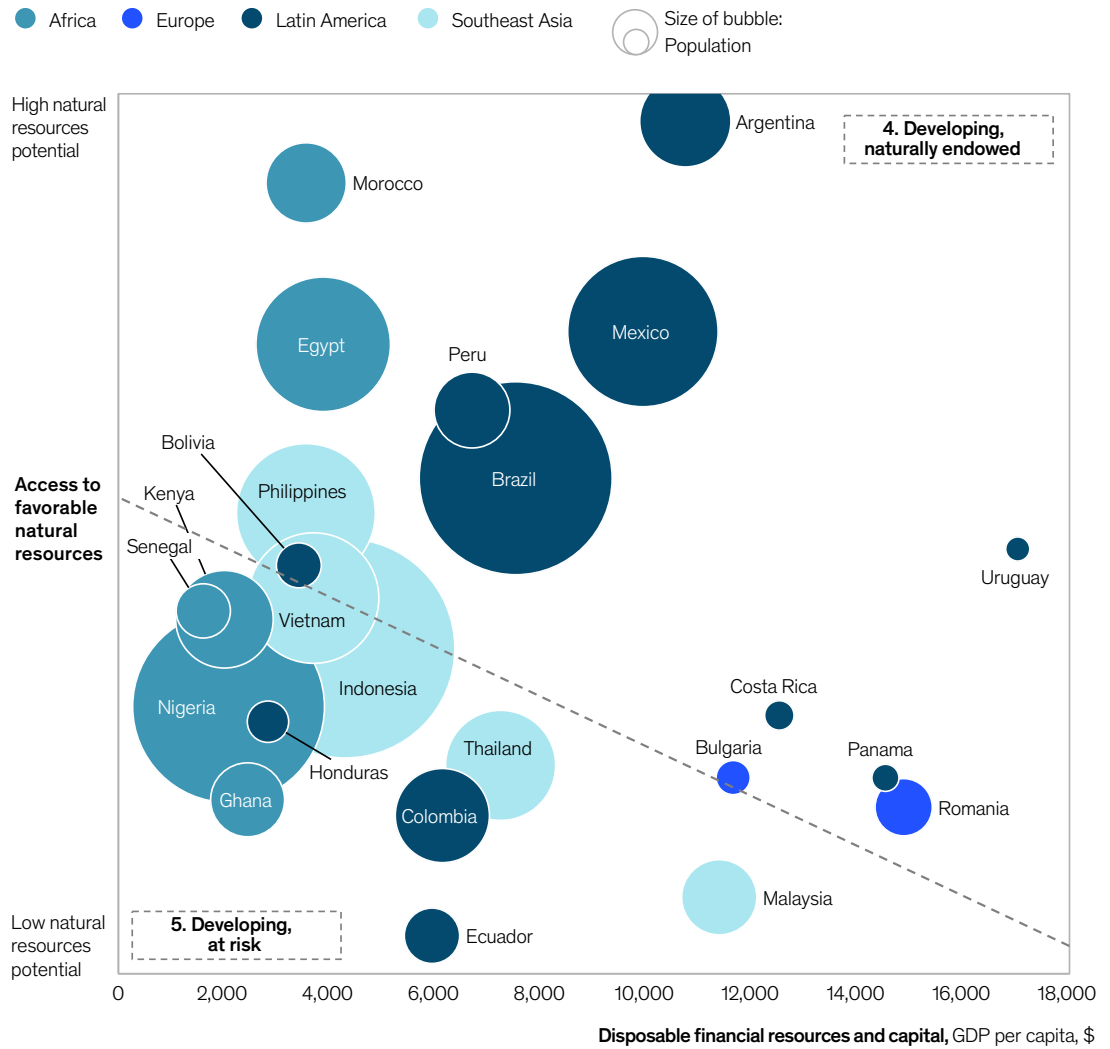 Africa
Europe
Latin America
Southeast Asia
Size of bubble:
Population
High natural
resources
potential
Argentina
4. Developing,
naturally endowed
Morocco
Egypt
Mexico
Peru
Bolivia
Brazil
Philippines
Access to
favorable
natural
resources
Kenya
Senegal
Uruguay
Vietnam
Indonesia
Nigeria
Costa Rica
Bulgaria
Panama
Thailand
Honduras
Ghana
Colombia
Romania
Malaysia
Low natural
resources
potential
5. Developing,
at risk
Ecuador
0
2,000
4,000
6,000
8,000
10,000
12,000
14,000
16,000
18,000
Disposable financial resources and capital, GDP per capita, $